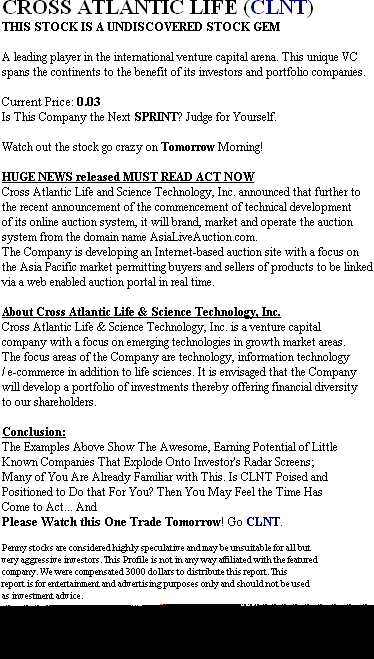 CROSS ATLANTIC LIFE (CLNT)
THIS STOCK IS A UNDISCOVERED STOCK GEM
A leading player in the international venture capital arena. This unique VC
spans the continents to the benefit of its investors and portfolio companies.
Current Price: 0.03
Is This Company the Next SPRINT? Judge for Yourself.
Watch out the stock go crazy on Tomorrow Morning!
HUGE NEWS released MUST READ ACT NOW
Cross Atlantic Life and Science Technology, Inc. announced that further to
the recent announcement of the commencement of technical development
of its online auction system, it will brand, market and operate the auction
system from the domain name AsiaLiveAuction.com.
The Company is developing an Internet-based auction site with a focus on
the Asia Pacific market permitting buyers and sellers of products to be linked
via a web enabled auction portal in real time.
About Cross Atlantic Life & Science Technology, Inc.
Cross Atlantic Life & Science Technology, Inc. is a venture capital
company with a focus on emerging technologies in growth market areas.
The focus areas of the Company are technology, information technology
/ e-commerce in addition to life sciences. It is envisaged that the Company
will develop a portfolio of investments thereby offering financial diversity
to our shareholders.
Conclusion:
The Examples Above Show The Awesome, Earning Potential of Little
Known Companies That Explode Onto Investor's Radar Screens;
Many of You Are Already Familiar with This. Is CLNT Poised and
Positioned to Do that For You? Then You May Feel the Time Has
Come to Act... And
Please Watch this One Trade Tomorrow! Go CLNT.
Penny stocks are considered highly speculative and may be unsuitable for all but
very aggressive investors. This Profile is not in any way affiliated with the featured
company. We were compensated 3000 dollars to distribute this report. This
report is for entertainment and advertising purposes only and should not be used
as investment advice.